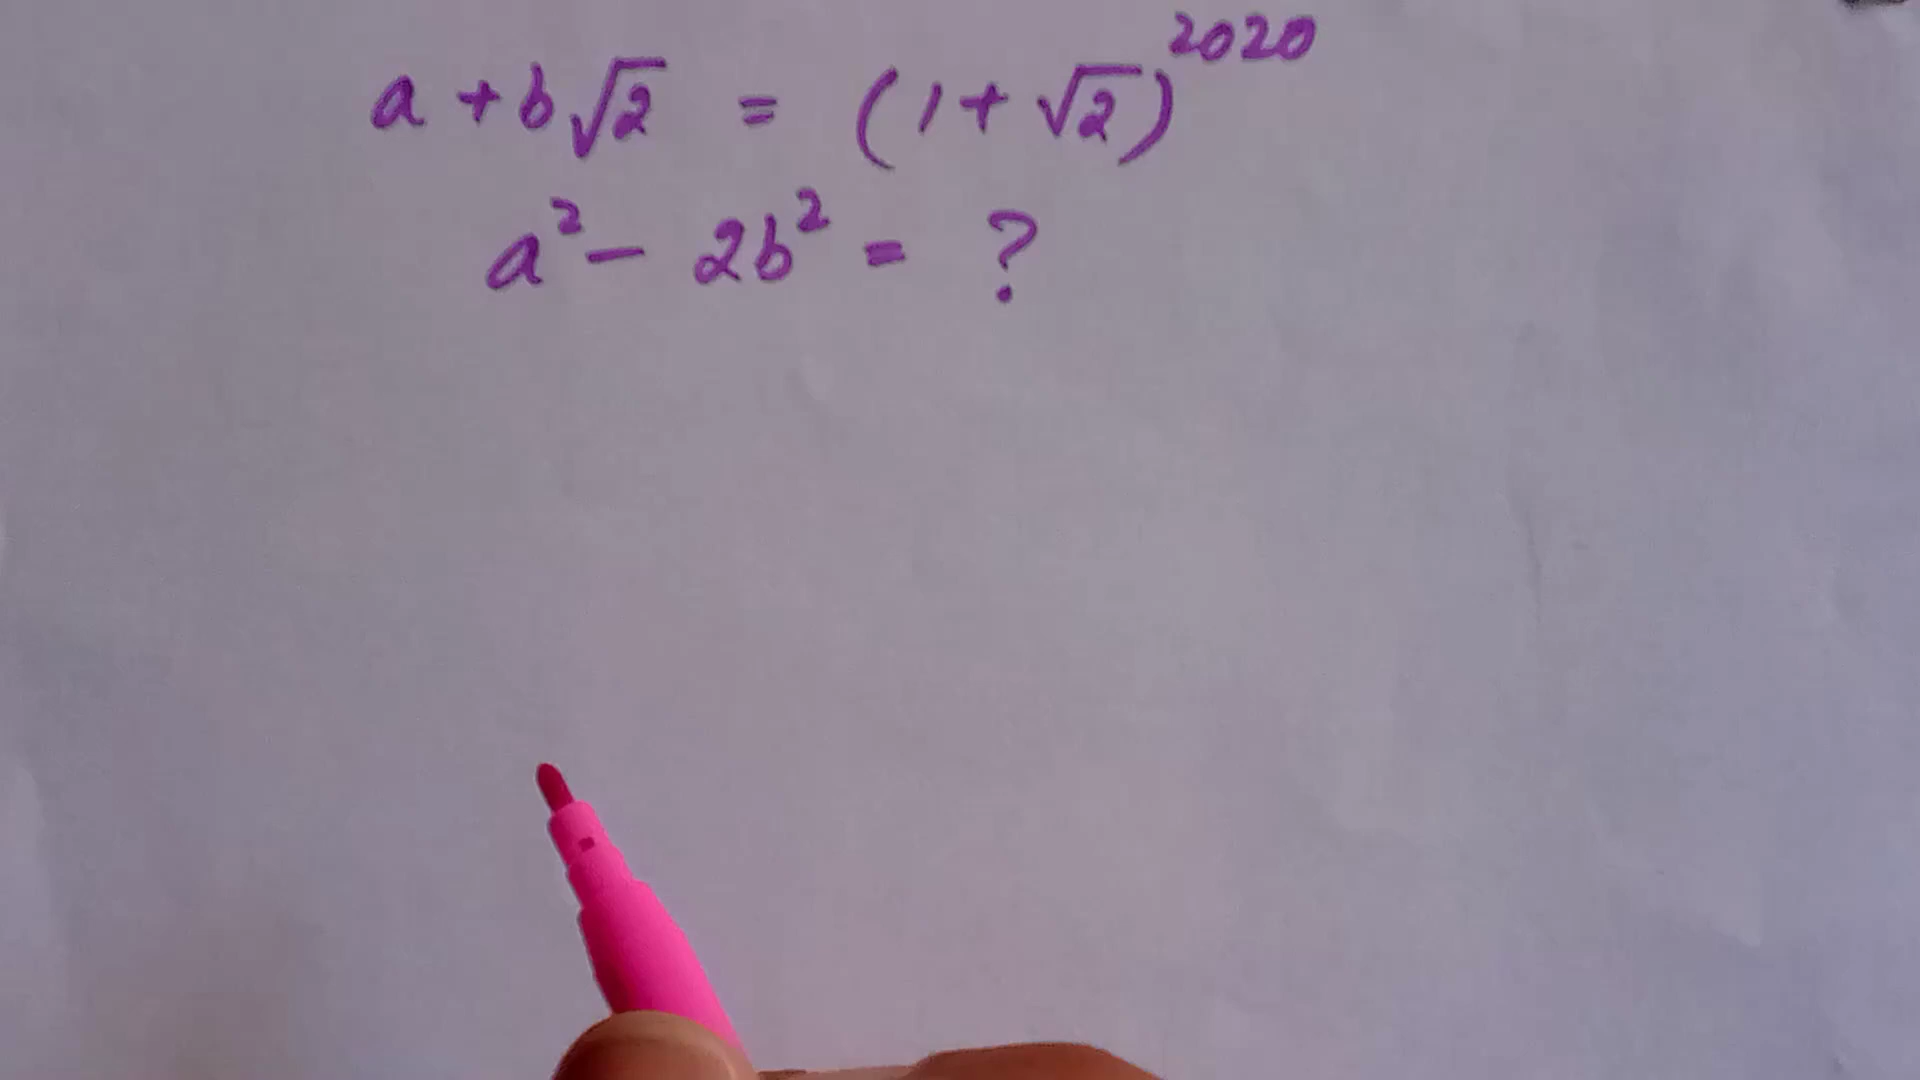 a + b√2 = (1 + √2)^2020
a² - 2b² = ?